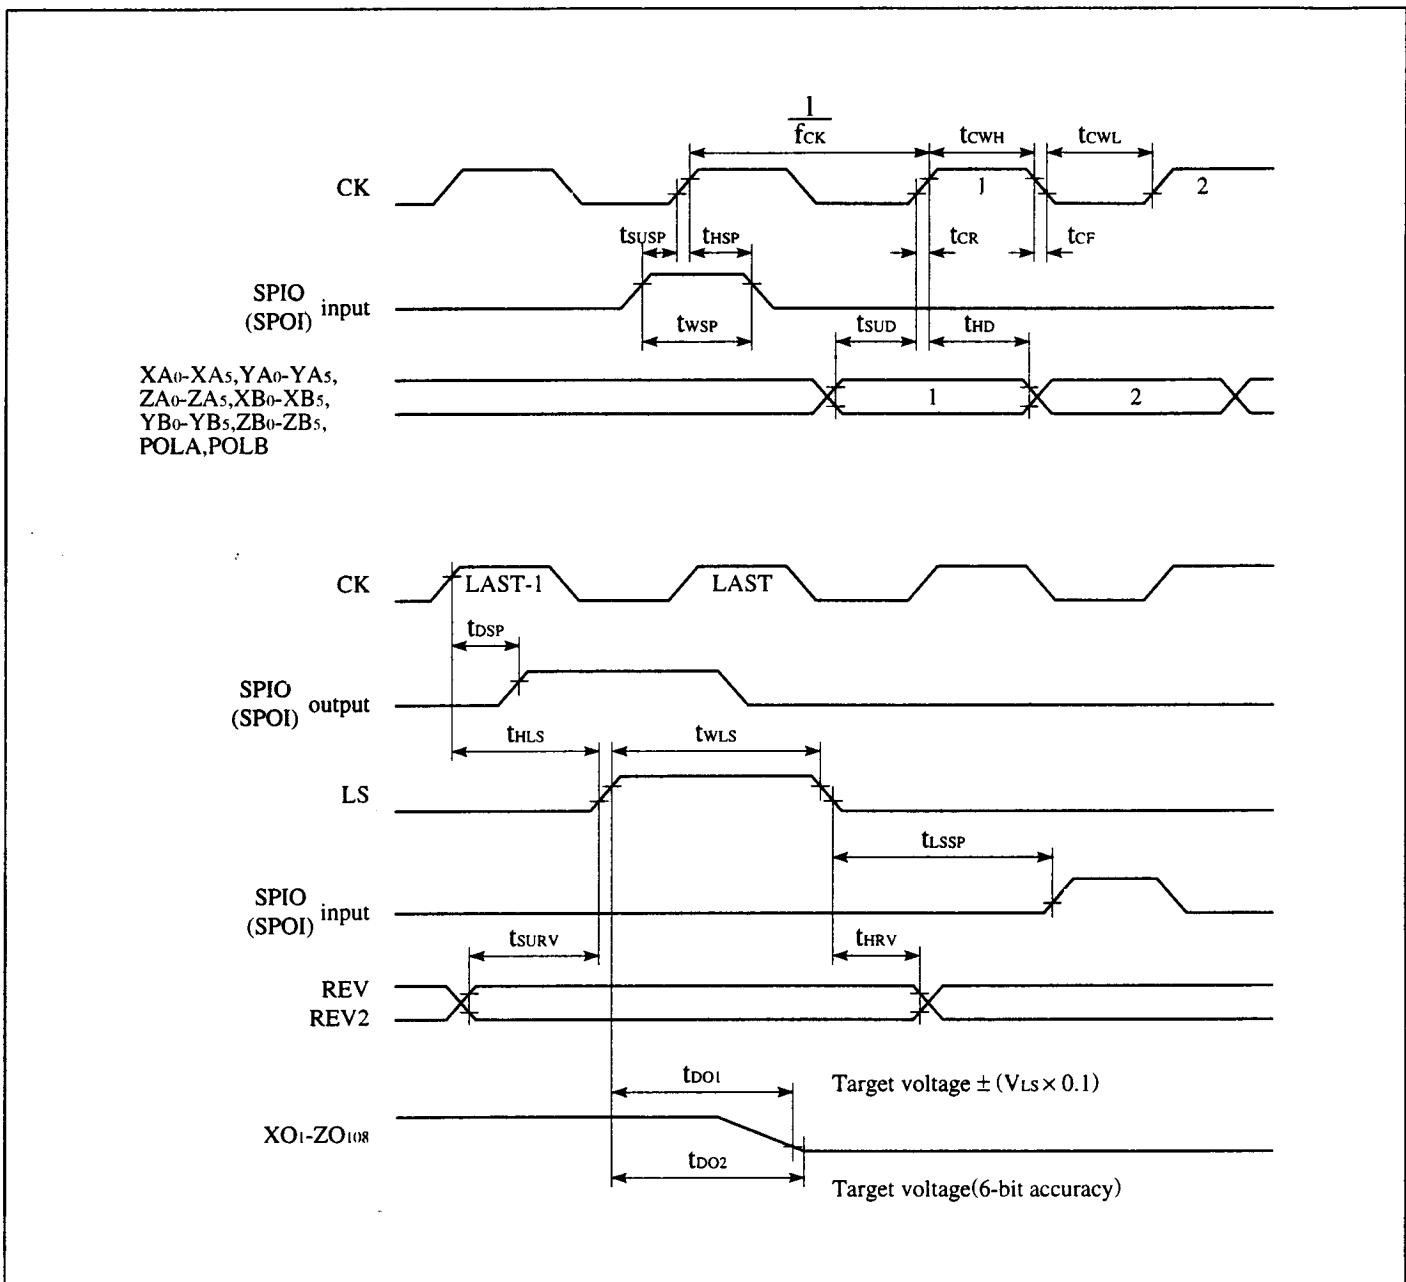 1
fCK
tCWH
tCWL
CK
1
2
tSUSP
tHSP
tCR
tCF
SPIO
(SPOI)
input
tWSP
tSUD
tHD
XA0-XA5,YA0-YA5,
ZA0-ZA5,XB0-XB5,
YB0-YB5,ZB0-ZB5,
POLA,POLB
1
2
CK
LAST-1
LAST
tDSP
SPIO
(SPOI)
output
tHLS
tWLS
LS
tLSSP
SPIO
(SPOI)
input
tSURV
tHRV
REV
REV2
tDO1
Target voltage ± (VLS × 0.1)
XO1-ZO108
tDO2
Target voltage(6-bit accuracy)